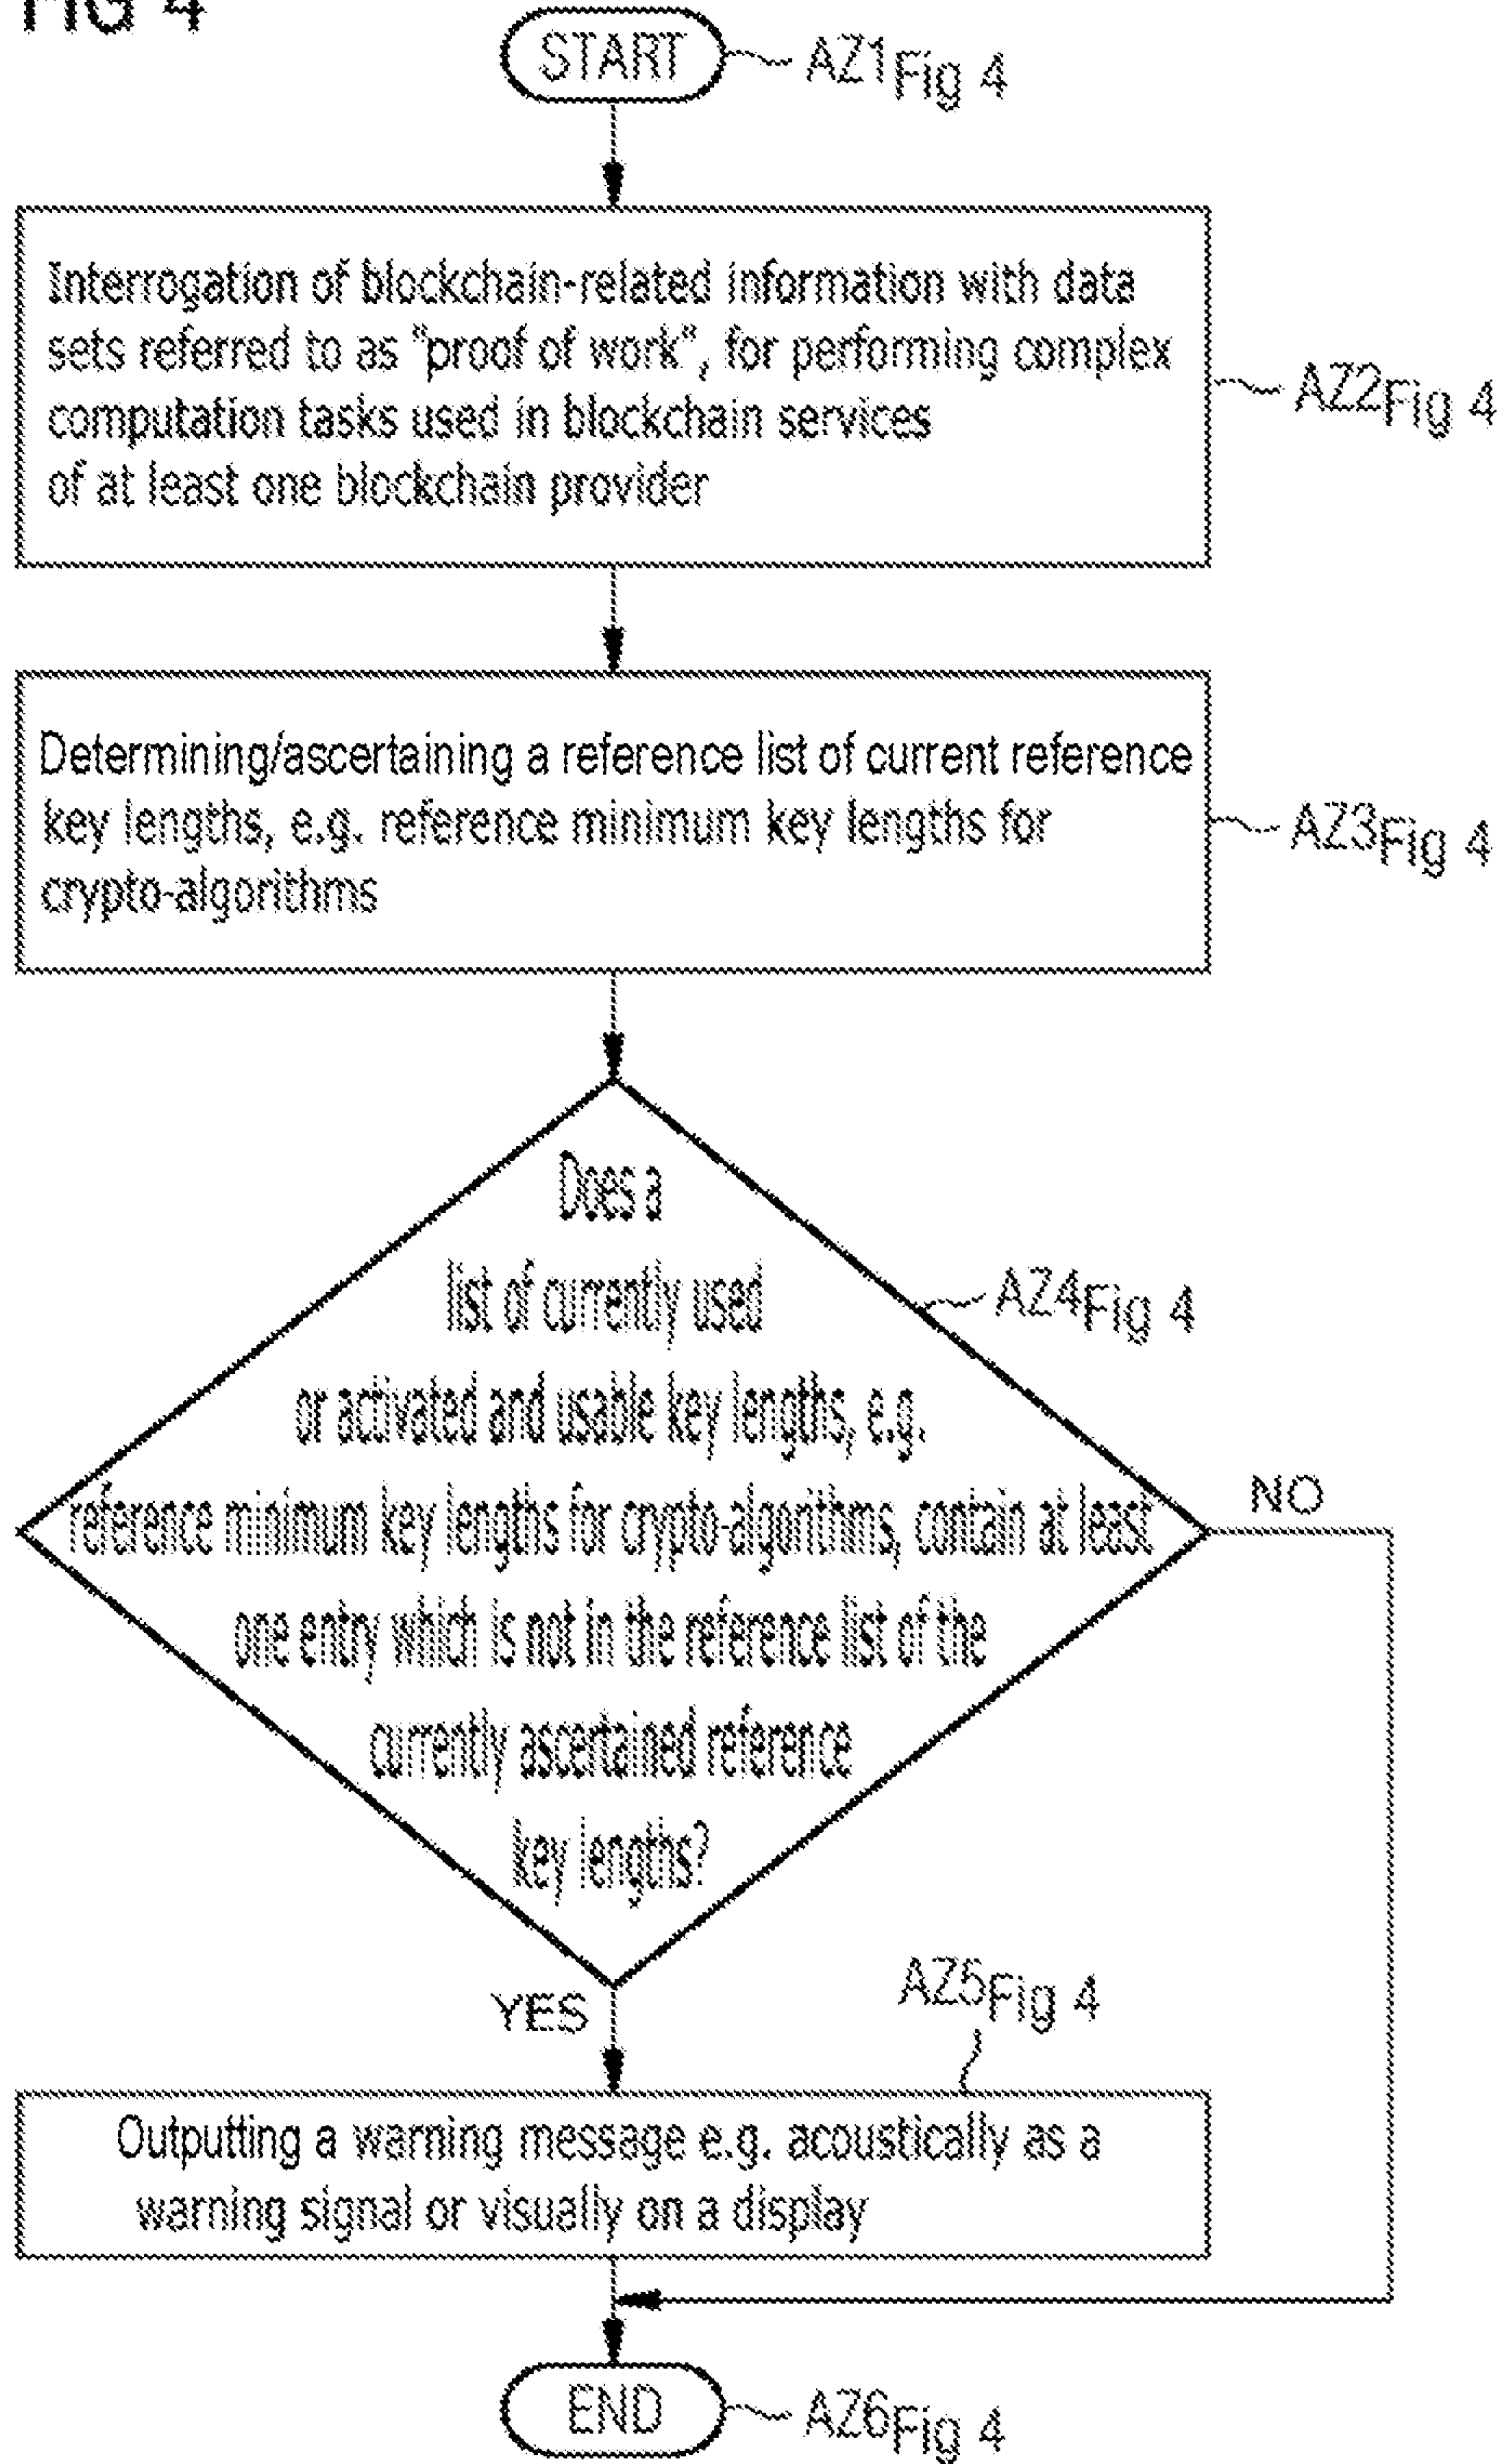 FIG 4
START
AZ1Fig 4
Interrogation of blockchain-related information with data
sets referred to as "proof of work", for performing complex
computation tasks used in blockchain services
of at least one blockchain provider
AZ2Fig 4
Determining/ascertaining a reference list of current reference
key lengths, e.g. reference minimum key lengths for
crypto-algorithms
AZ3Fig 4
Does a
list of currently used
or activated and usable key lengths, e.g.
reference minimum key lengths for crypto-algorithms, contain at least
one entry which is not in the reference list of the
currently ascertained reference
key lengths?
AZ4Fig 4
NO
YES
AZ5Fig 4
Outputting a warning message e.g. acoustically as a
warning signal or visually on a display
END
AZ6Fig 4